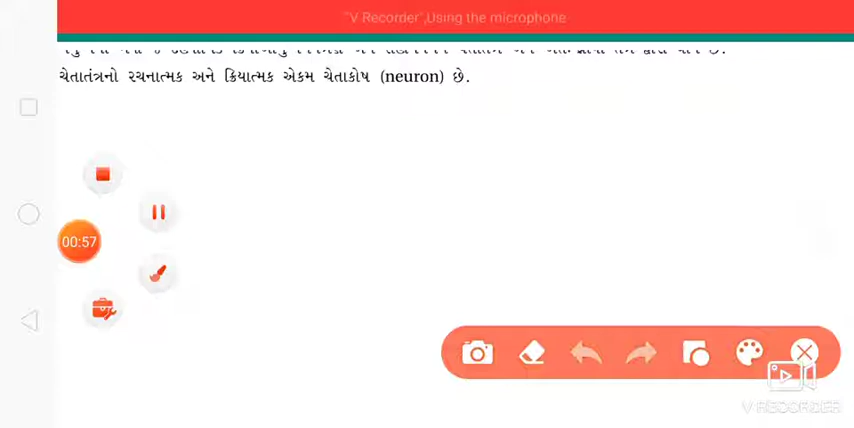 "V Recorder",Using the microphone
ચેતાતંત્રનો રચનાત્મક અને ક્રિયાત્મક એકમ ચેતાકોષ (neuron) છે.
00:57
V RECORDER